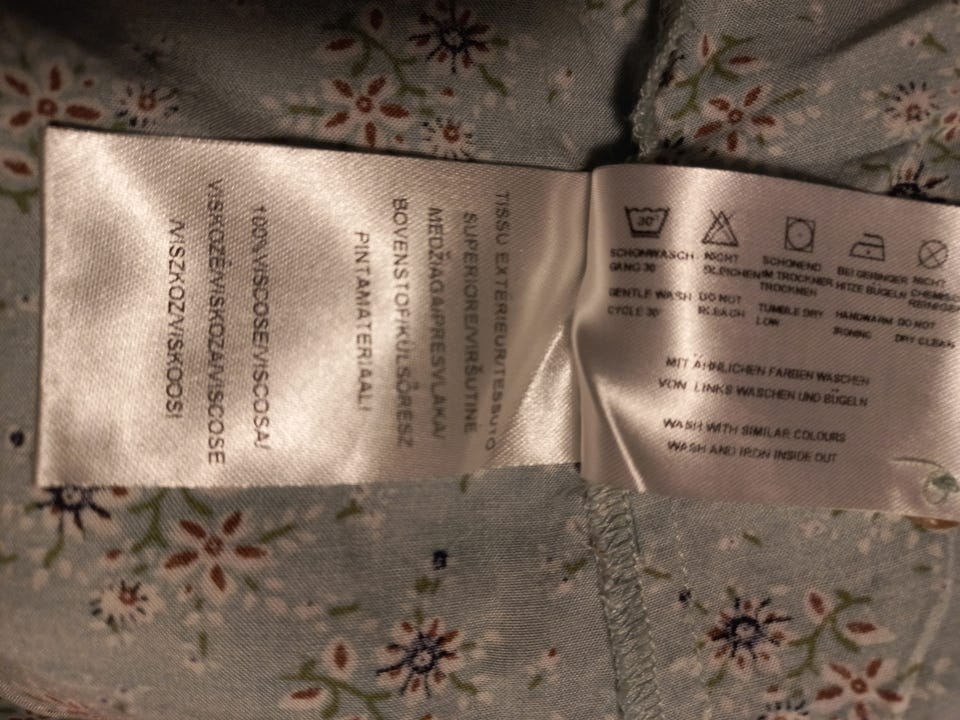 TISSU EXTÉRIEUR/TESSUTO
SUPERIORE/VIRŠUTINĖ
MEDŽIAGA/PRESVLAKA/
BOVENSTOF/KÜLSŐRÉSZ
PINTAMATERIAALI
100%VISCOSE/VISCOSA/
VISKOZĖ/VISKOZA/VISCOSE
/VISZKÓZ/VISKOOSI
30°
SCHONWASCH- NICHT SCHONEND BEI GERINGER NICHT
GANG 30 BLEICHEN IM TROCKNER HITZE BÜGELN CHEMISCH
TROCKNEN REINIGEN
GENTLE WASH DO NOT TUMBLE DRY HANDWARM DO NOT
CYCLE 30° BLEACH LOW IRONING DRY CLEAN
MIT ÄHNLICHEN FARBEN WASCHEN
VON LINKS WASCHEN UND BÜGELN
WASH WITH SIMILAR COLOURS
WASH AND IRON INSIDE OUT